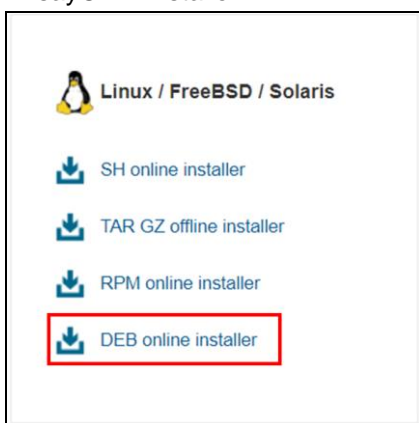 Linux / FreeBSD / Solaris
SH online installer
TAR GZ offline installer
RPM online installer
DEB online installer